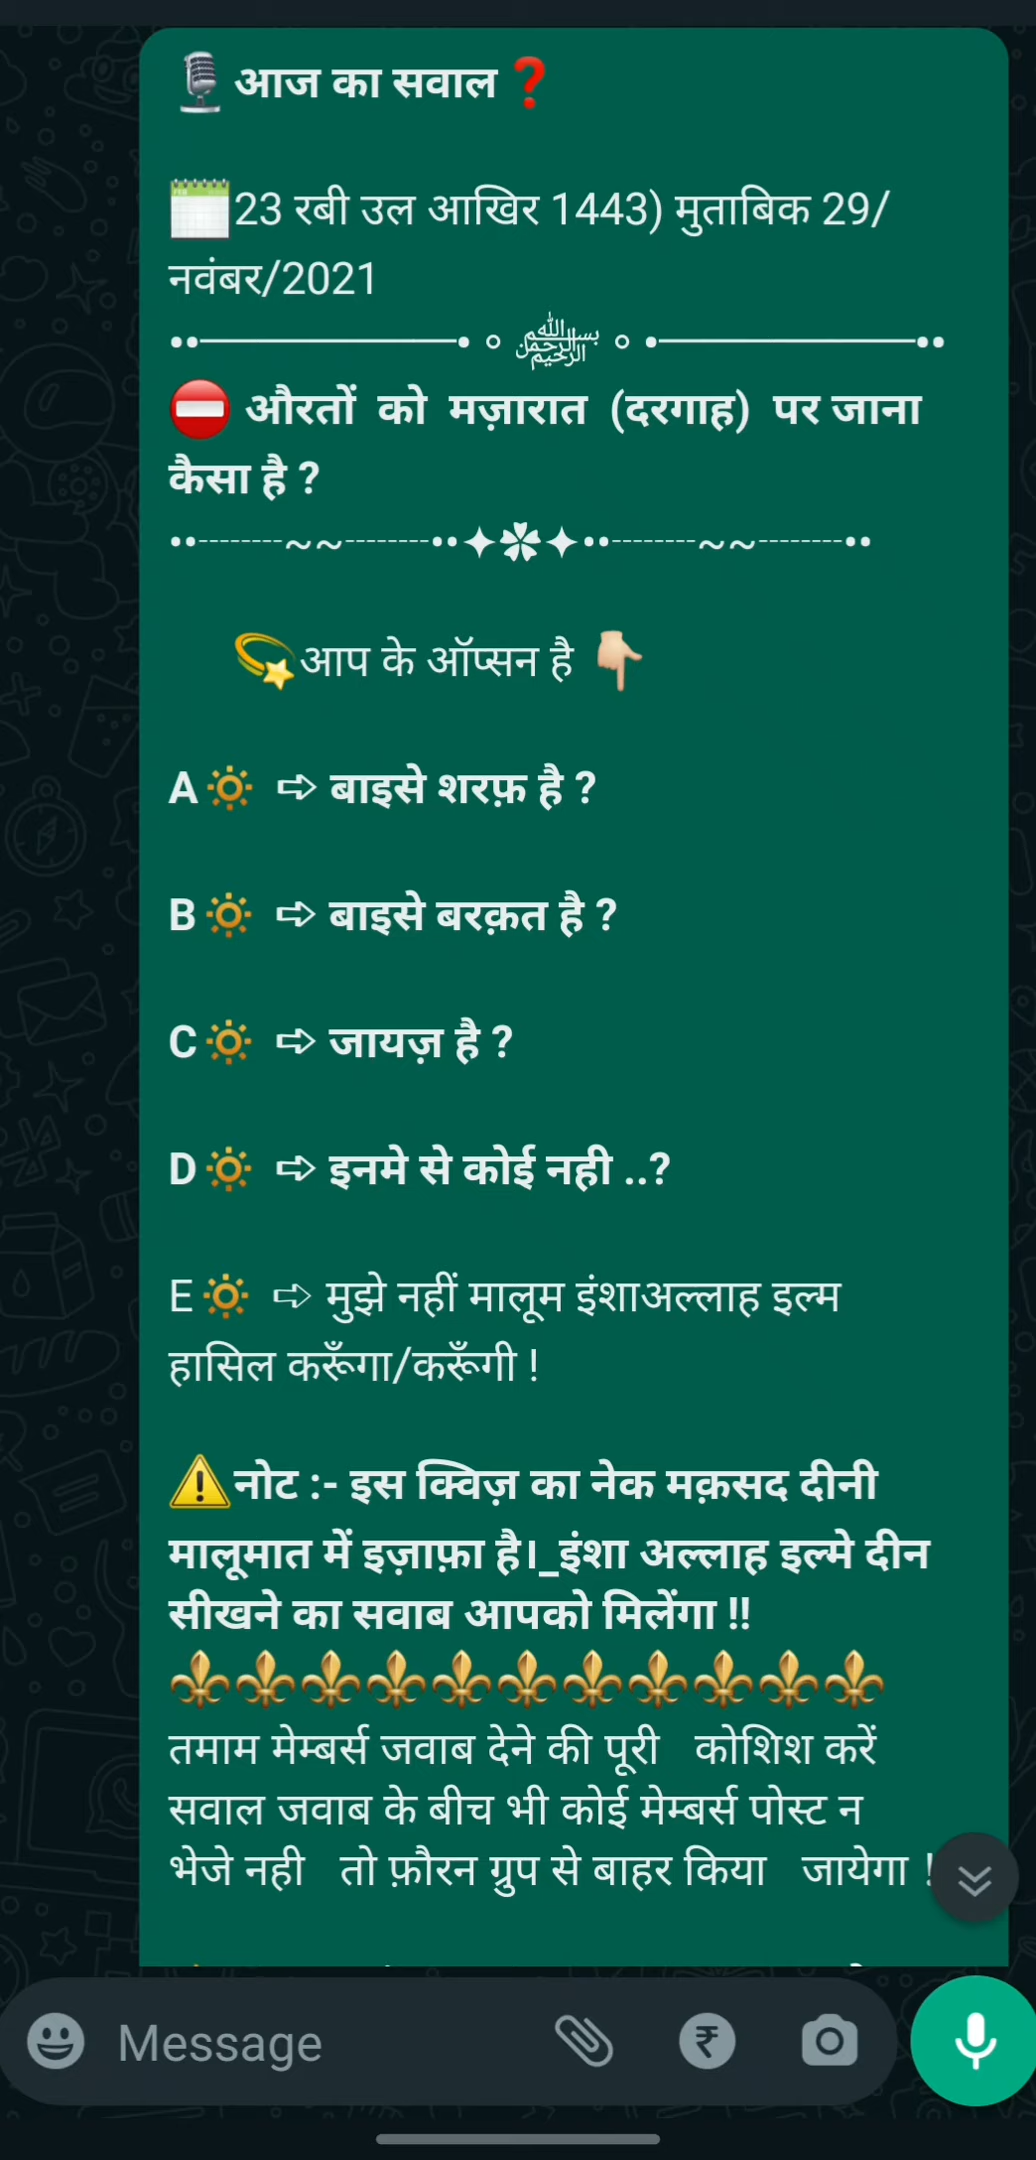 🎙️ आज का सवाल ❓
🗓️23 रबी उल आखिर 1443) मुताबिक 29/
नवंबर/2021
••────────• ◦ ﷽ ◦ •────────••
⛔ औरतों को मज़ारात (दरगाह) पर जाना
कैसा है ?
••┈┈┈┈~~┈┈┈┈••✦✿✦••┈┈┈┈~~┈┈┈┈••
💫आप के ऑप्सन है 👇🏻
A🔅 ➩ बाइसे शरफ़ है ?
B🔅 ➩ बाइसे बरक़त है ?
C🔅 ➩ जायज़ है ?
D🔅 ➩ इनमे से कोई नही ..?
E🔅 ➩ मुझे नहीं मालूम इंशाअल्लाह इल्म
हासिल करूँगा/करूँगी !
⚠️नोट :- इस क्विज़ का नेक मक़सद दीनी
मालूमात में इज़ाफ़ा है।_इंशा अल्लाह इल्मे दीन
सीखने का सवाब आपको मिलेंगा !!
⚜️⚜️⚜️⚜️⚜️⚜️⚜️⚜️⚜️⚜️⚜️
तमाम मेम्बर्स जवाब देने की पूरी कोशिश करें
सवाल जवाब के बीच भी कोई मेम्बर्स पोस्ट न
भेजे नही तो फ़ौरन ग्रुप से बाहर किया जायेगा !
Message